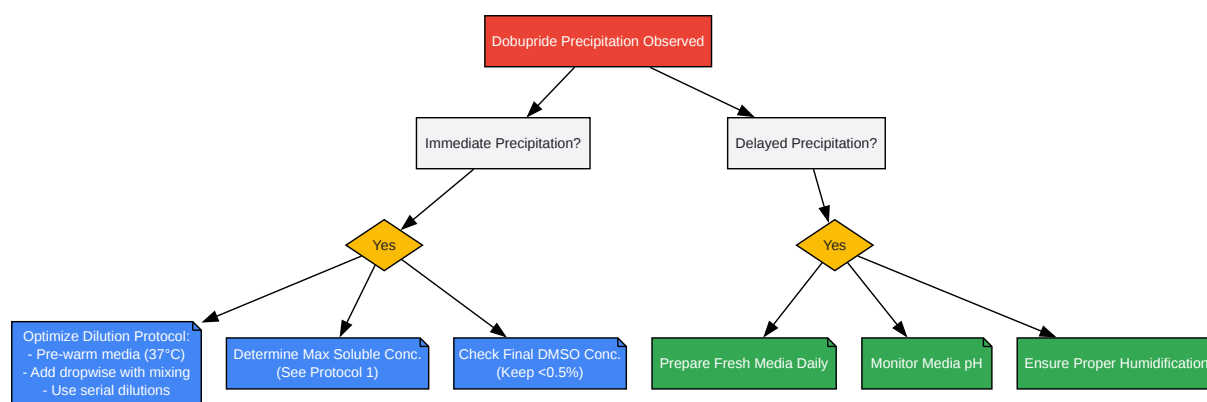 Dobupride Precipitation Observed
Immediate Precipitation?
Delayed Precipitation?
Yes
Yes
Optimize Dilution Protocol:
- Pre-warm media (37°C)
- Add dropwise with mixing
- Use serial dilutions
Determine Max Soluble Conc.
(See Protocol 1)
Check Final DMSO Conc.
(Keep <0.5%)
Prepare Fresh Media Daily
Monitor Media pH
Ensure Proper Humidification